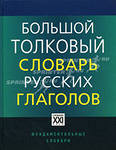 БОЛЬШОЙ
ТОЛКОВЫЙ
СЛОВАРЬ
РУССКИХ
ГЛАГОЛОВ
XXI
ФУНДАМЕНТАЛЬНЫЕ
СЛОВАРИ